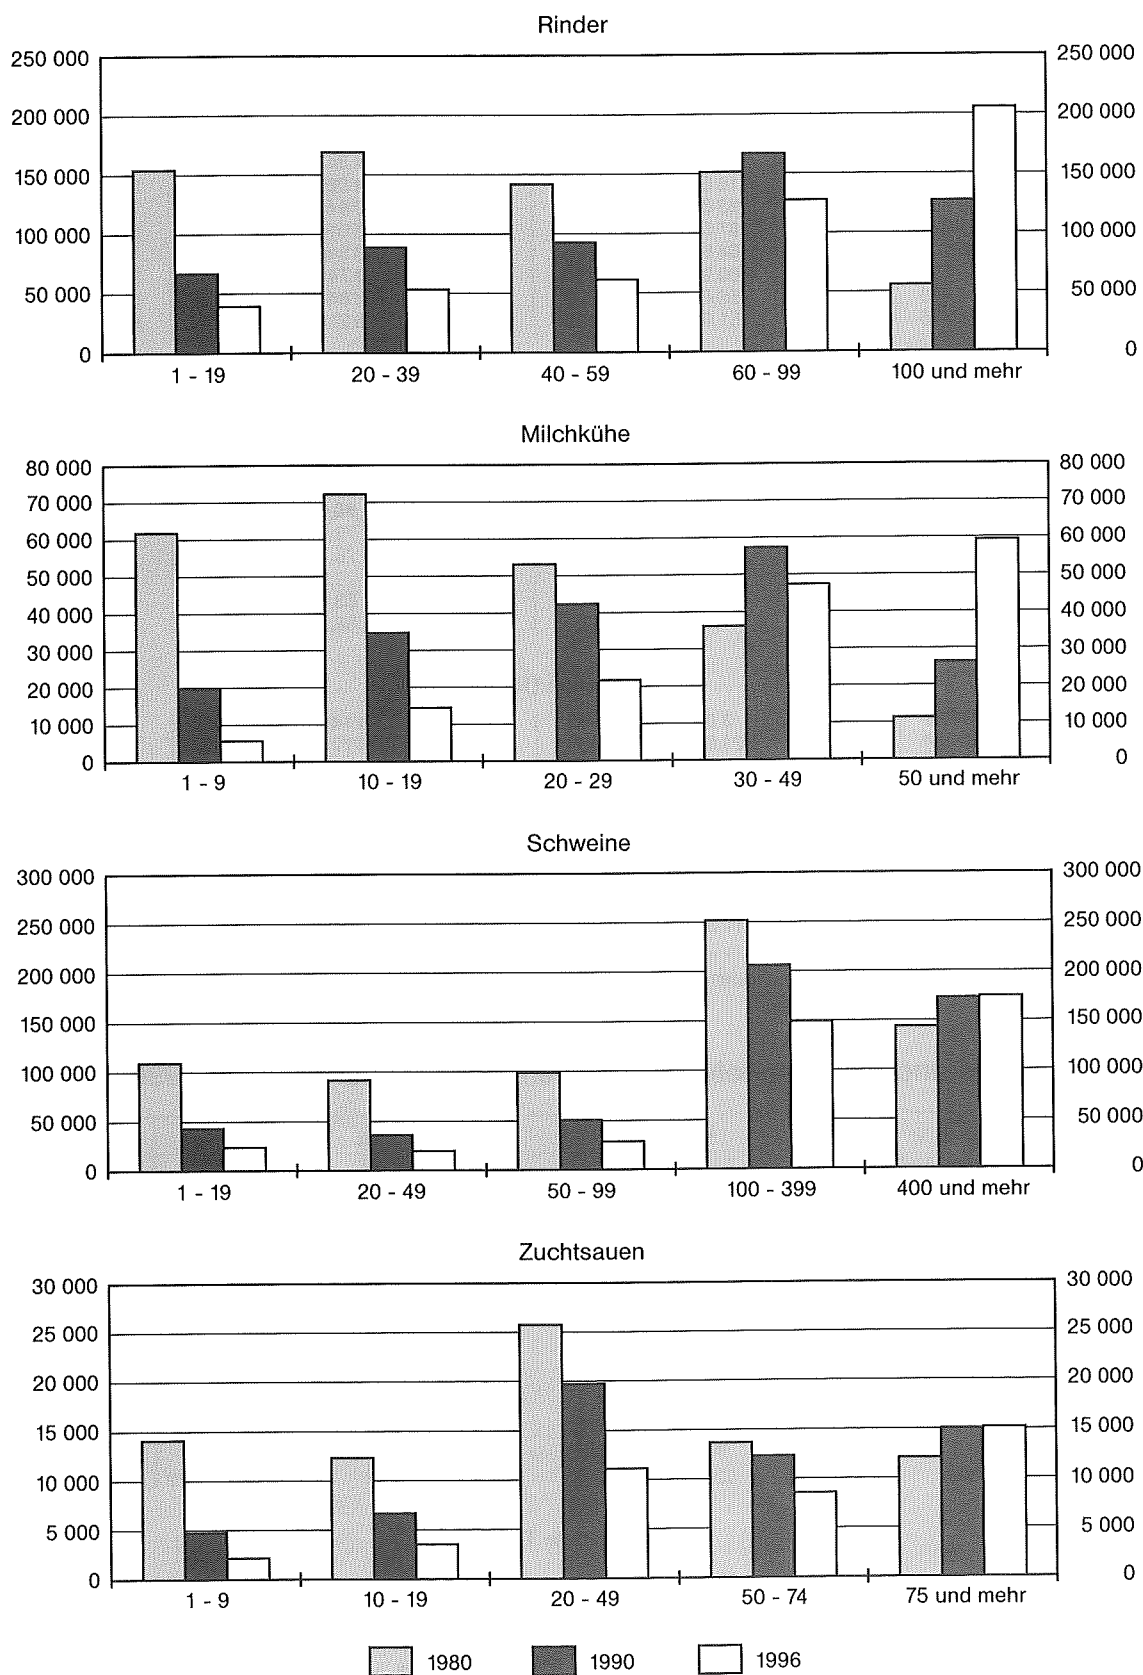 Rinder
250 000 250 000
200 000 200 000
150 000 150 000
100 000 100 000
50 000 50 000
0 0
1 - 19 20 - 39 40 - 59 60 - 99 100 und mehr
Milchkühe
80 000 80 000
70 000 70 000
60 000 60 000
50 000 50 000
40 000 40 000
30 000 30 000
20 000 20 000
10 000 10 000
0 0
1 - 9 10 - 19 20 - 29 30 - 49 50 und mehr
Schweine
300 000 300 000
250 000 250 000
200 000 200 000
150 000 150 000
100 000 100 000
50 000 50 000
0 0
1 - 19 20 - 49 50 - 99 100 - 399 400 und mehr
Zuchtsauen
30 000 30 000
25 000 25 000
20 000 20 000
15 000 15 000
10 000 10 000
5 000 5 000
0 0
1 - 9 10 - 19 20 - 49 50 - 74 75 und mehr
1980 1990 1996